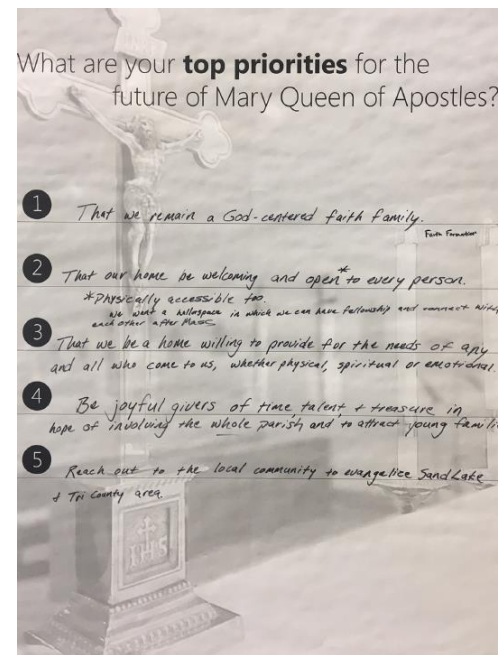 What are your top priorities for the
future of Mary Queen of Apostles?
1 That we remain a God-centered faith family.
Faith Formation
2 That our home be welcoming and open* to every person.
*Physically accessible too.
We want a hallospace in which we can have fellowship and connect with
each other after Mass
3 That we be a home willing to provide for the needs of any
and all who come to us, whether physical, spiritual or emotional.
4 Be joyful givers of time, talent, + treasure in
hope of involving the whole parish and to attract young famili
5 Reach out to the local community to evangelice Sand Lake
+ Tri County area
IHS